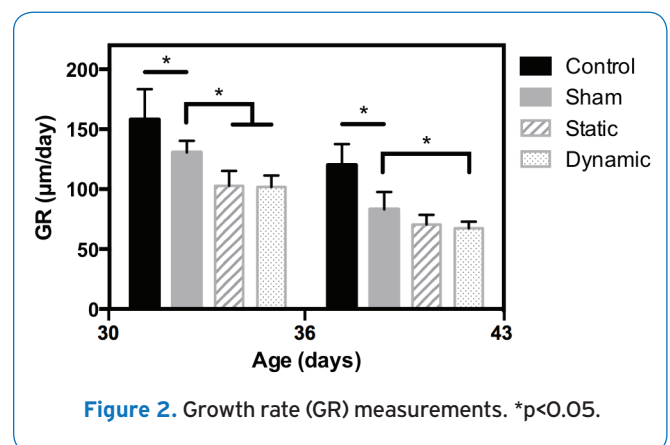 200
150
100
50
0
GR (µm/day)
*
*
*
*
30
36
43
Age (days)
Control
Sham
Static
Dynamic
Figure 2. Growth rate (GR) measurements. *p<0.05.